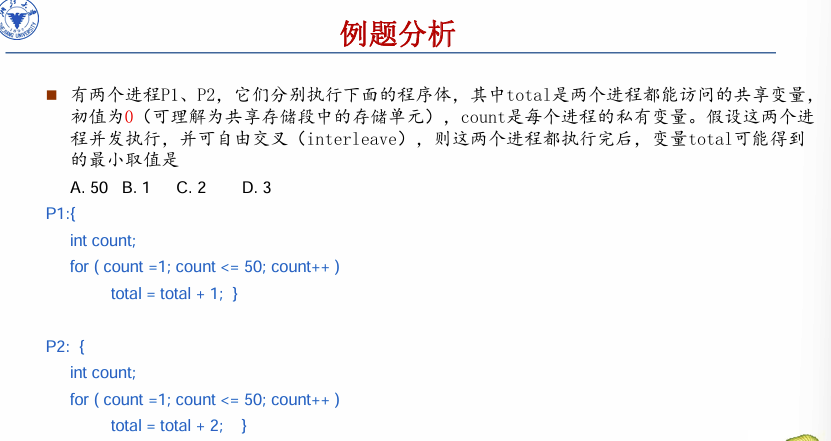 例题分析
有两个进程P1、P2，它们分别执行下面的程序体，其中total是两个进程都能访问的共享变量，
初值为0（可理解为共享存储段中的存储单元），count是每个进程的私有变量。假设这两个进
程并发执行，并可自由交叉（interleave），则这两个进程都执行完后，变量total可能得到
的最小取值是
A. 50 B. 1 C. 2 D. 3
P1:{
int count;
for ( count =1; count <= 50; count++ )
total = total + 1; }
P2: {
int count;
for ( count =1; count <= 50; count++ )
total = total + 2; }